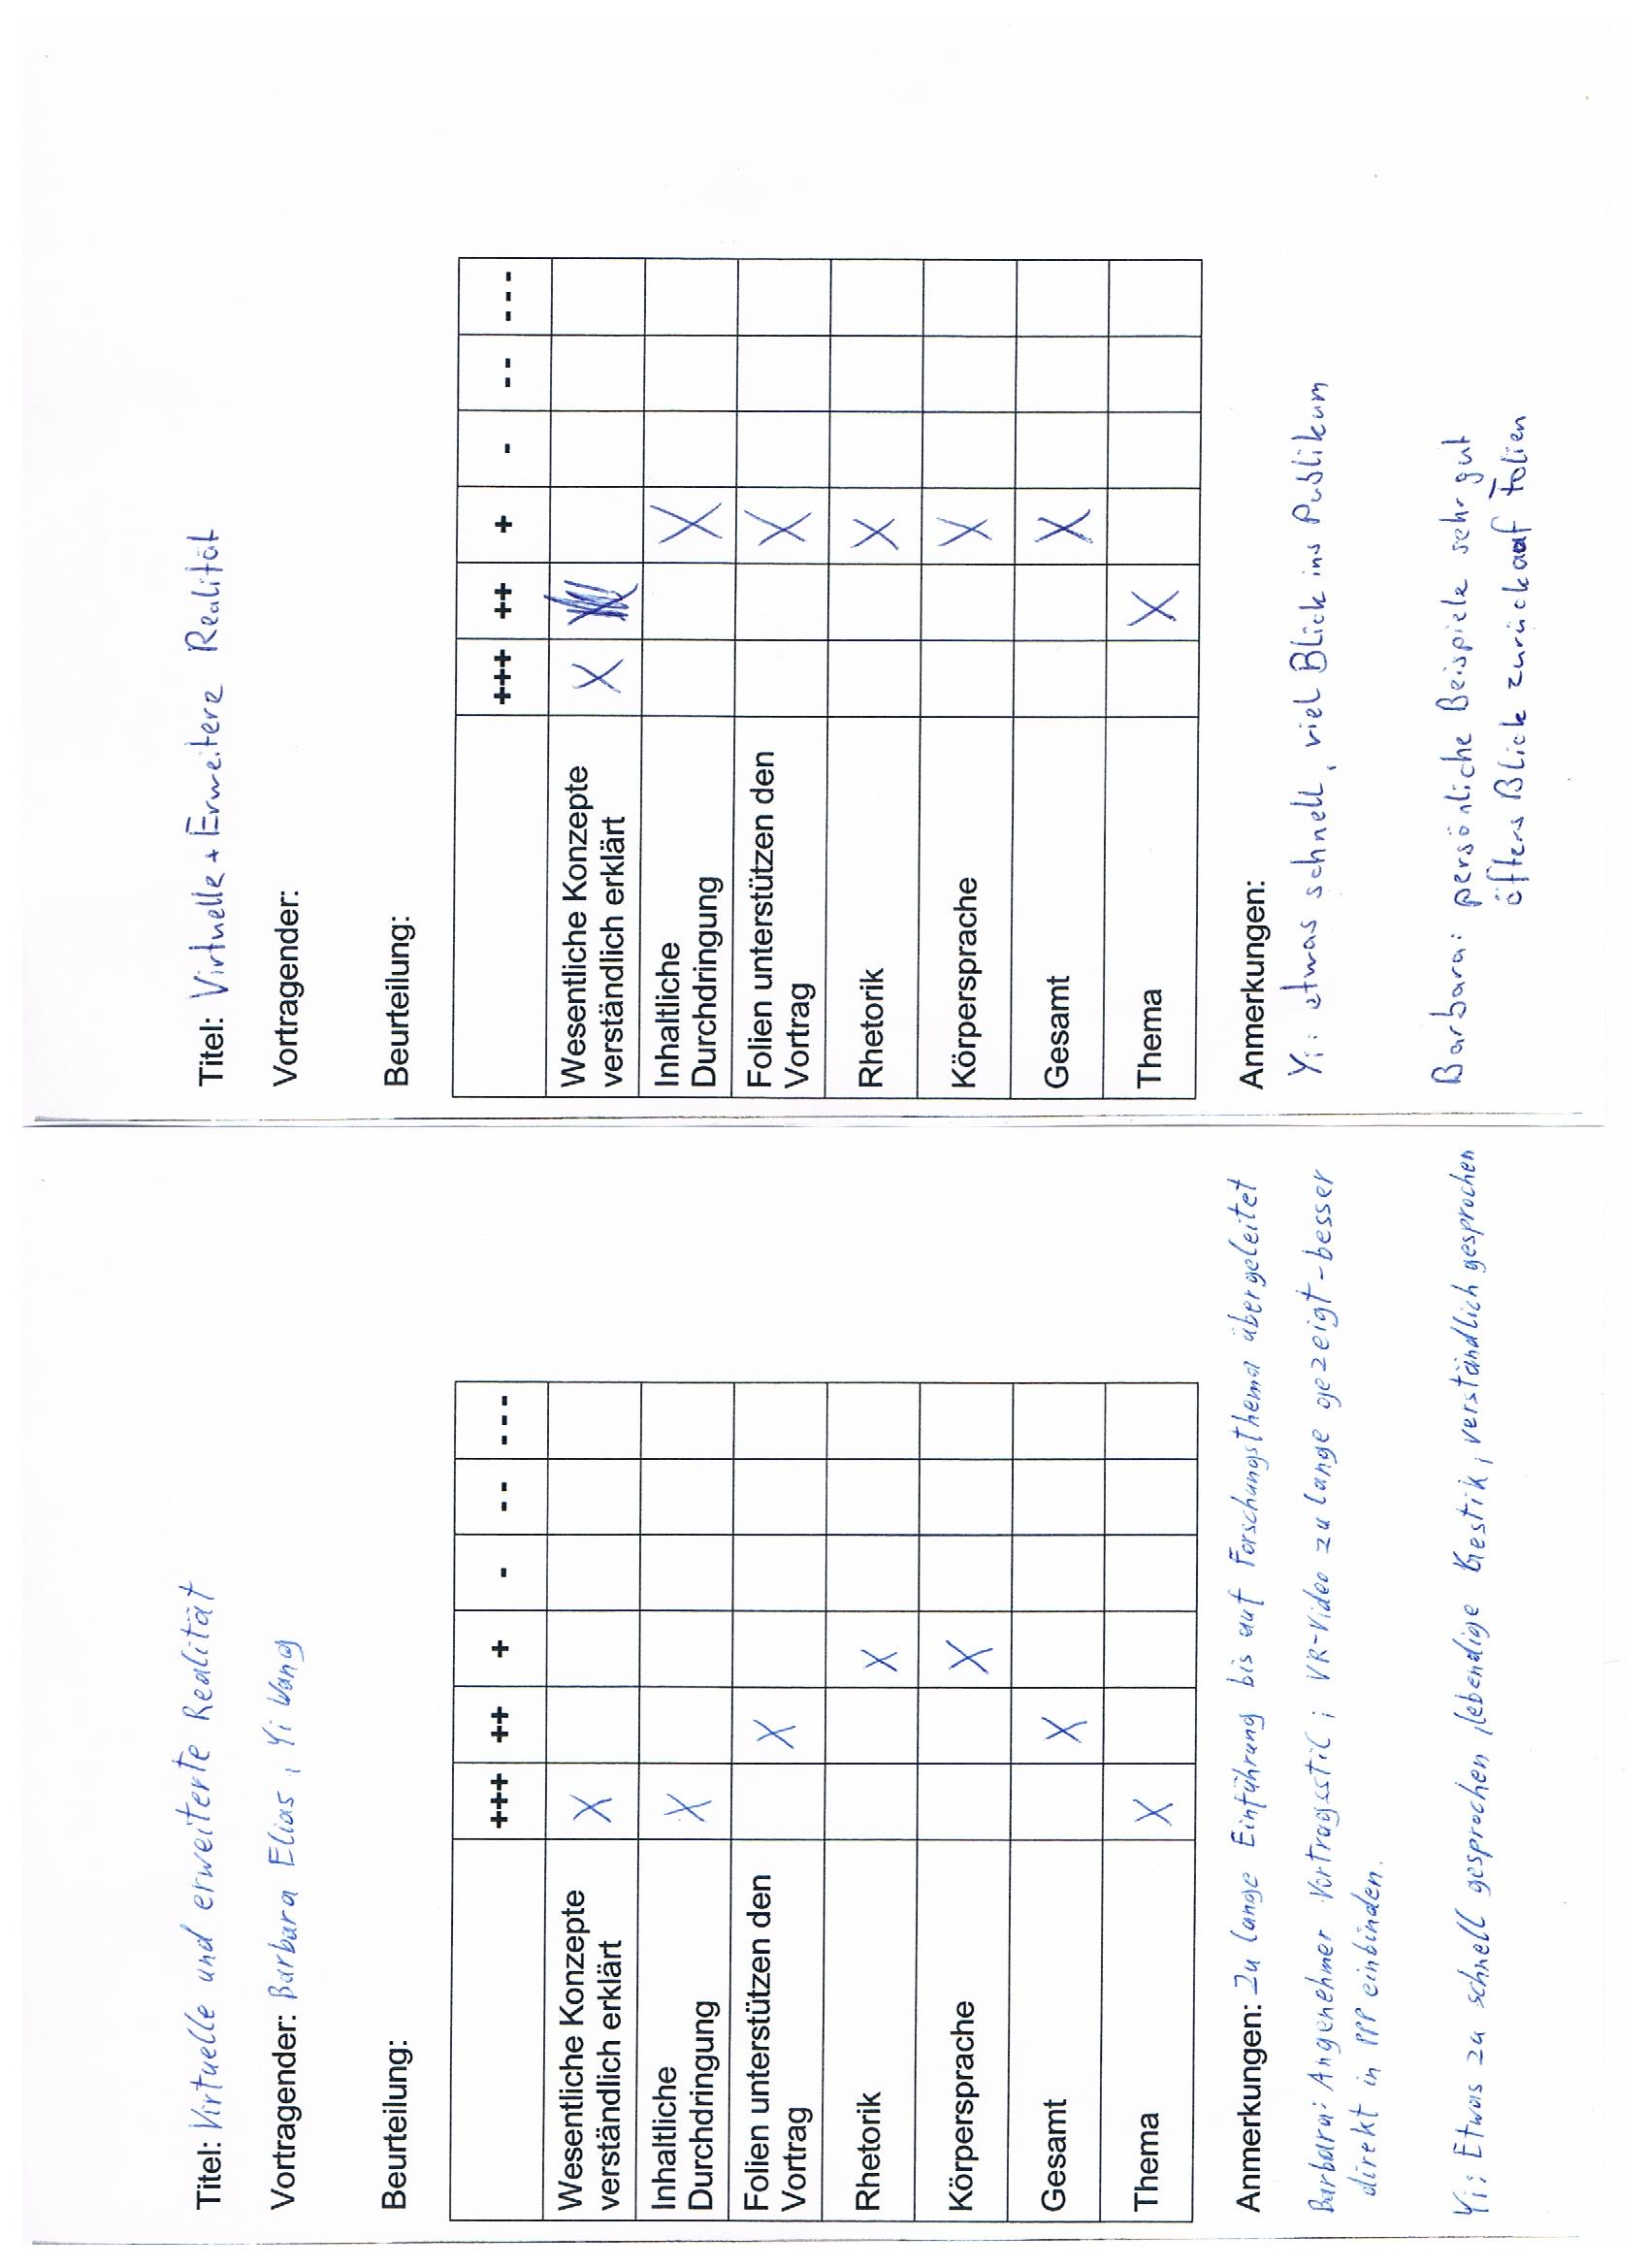 Titel: Virtuelle und erweiterte Realität
Vortragender: Barbara Elias, Yi Wang
Beurteilung:
+++ ++ + - -- ---
Wesentliche Konzepte
verständlich erklärt X
Inhaltliche
Durchdringung X
Folien unterstützen den
Vortrag X
Rhetorik X
Körpersprache X
Gesamt X
Thema X
Anmerkungen: Zu lange Einführung bis auf Forschungsthema übergeleitet
Barbara: Angenehmer Vortragsstil; VR-Video zu lange gezeigt - besser
direkt in PPP einbinden.
Yi: Etwas zu schnell gesprochen, lebendige Gestik, verständlich gesprochen
Titel: Virtuelle + Erweitere Realität
Vortragender:
Beurteilung:
+++ ++ + - -- ---
Wesentliche Konzepte
verständlich erklärt X
Inhaltliche
Durchdringung X
Folien unterstützen den
Vortrag X
Rhetorik X
Körpersprache X
Gesamt X
Thema X
Anmerkungen:
Yi: etwas schnell, viel Blick ins Publikum
Barbara: persönliche Beispiele sehr gut
öfters Blick zurück auf Folien